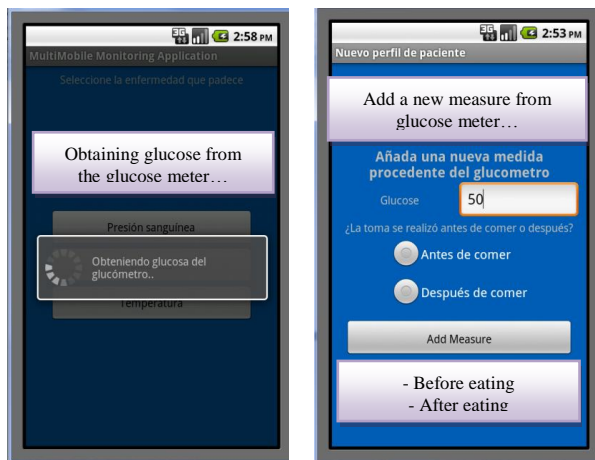 3G 2:58 PM
MultiMobile Monitoring Application
Seleccione la enfermedad que padece
Obtaining glucose from
the glucose meter…
Presión sanguínea
Obteniendo glucosa del
glucómetro..
Temperatura
3G 2:53 PM
Nuevo perfil de paciente
Add a new measure from
glucose meter…
Añada una nueva medida
procedente del glucometro
Glucose 50
¿La toma se realizó antes de comer o después?
Antes de comer
Después de comer
Add Measure
- Before eating
- After eating